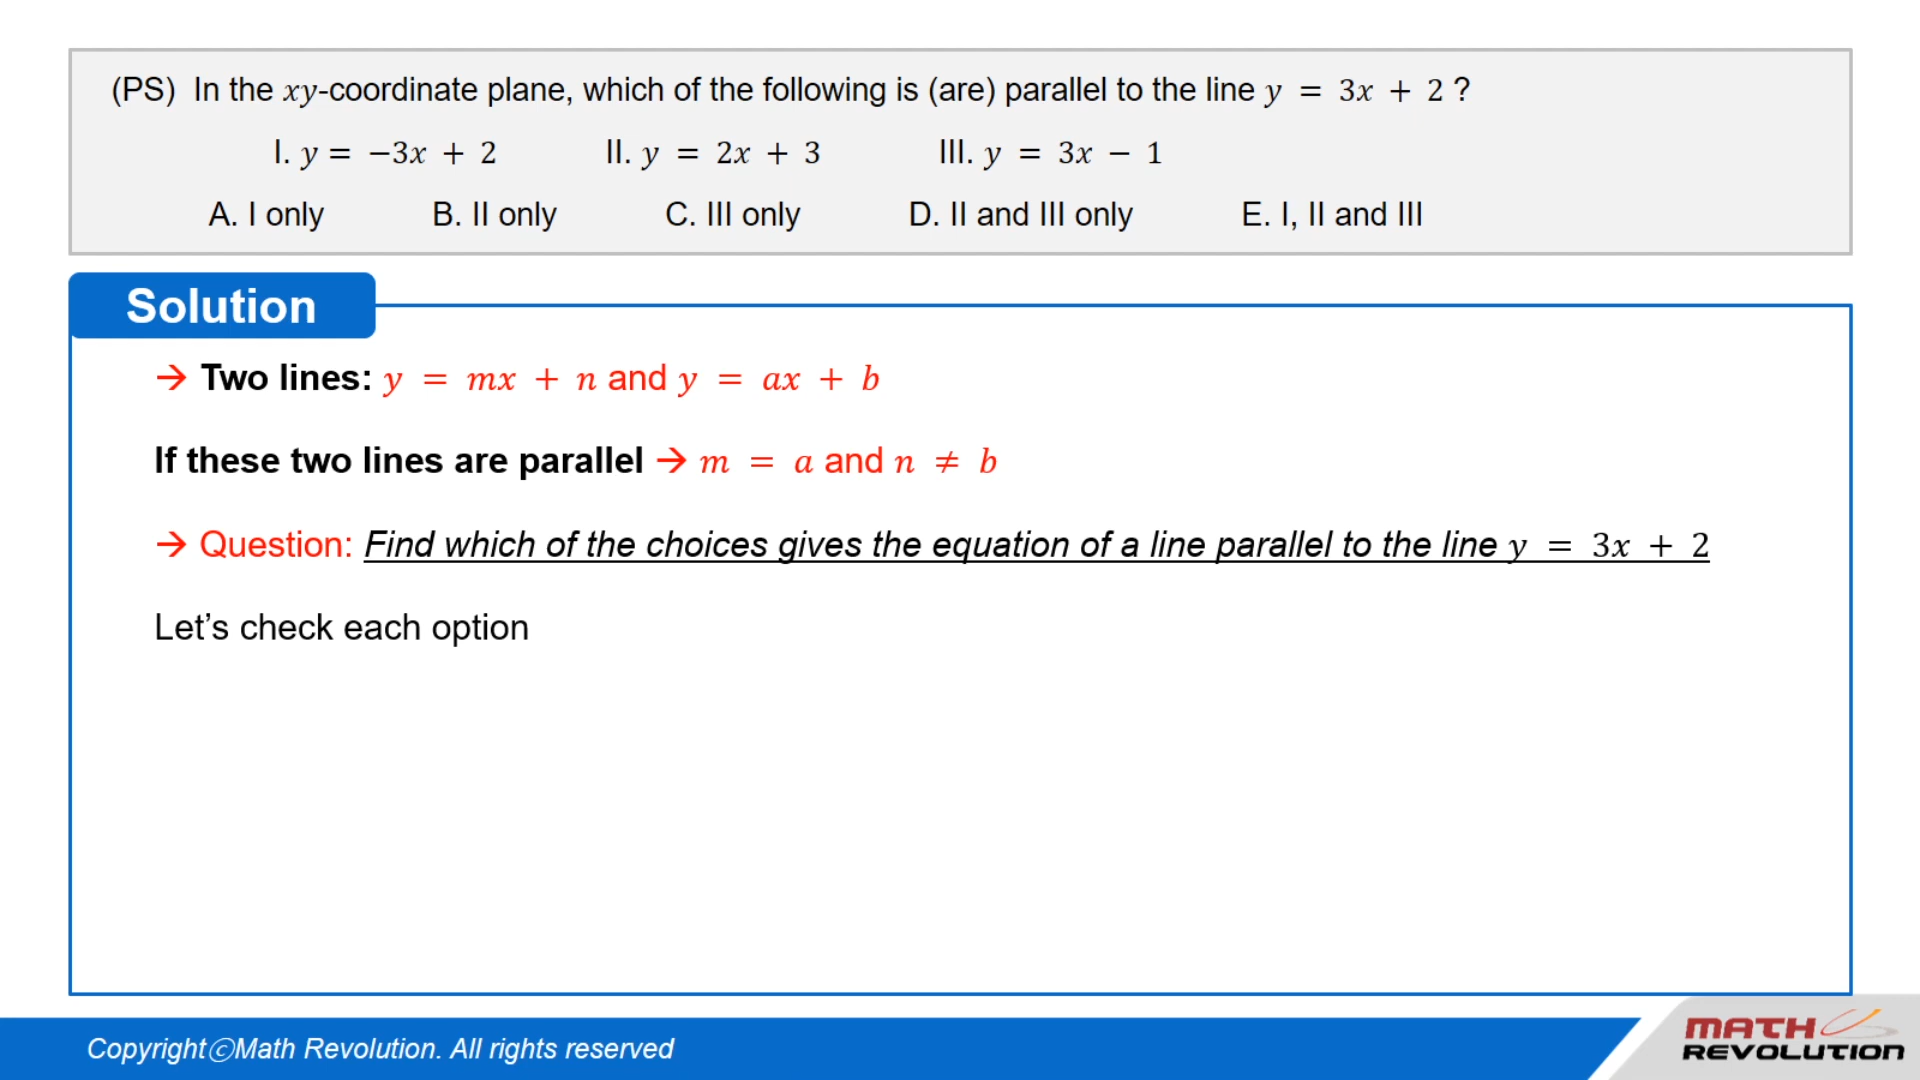 (PS) In the xy-coordinate plane, which of the following is (are) parallel to the line y = 3x + 2 ?
I. y = −3x + 2 II. y = 2x + 3 III. y = 3x − 1
A. I only B. II only C. III only D. II and III only E. I, II and III
Solution
→ Two lines: y = mx + n and y = ax + b
If these two lines are parallel → m = a and n ≠ b
→ Question: Find which of the choices gives the equation of a line parallel to the line y = 3x + 2
Let’s check each option
CopyrightⓒMath Revolution. All rights reserved
MATH
REVOLUTION